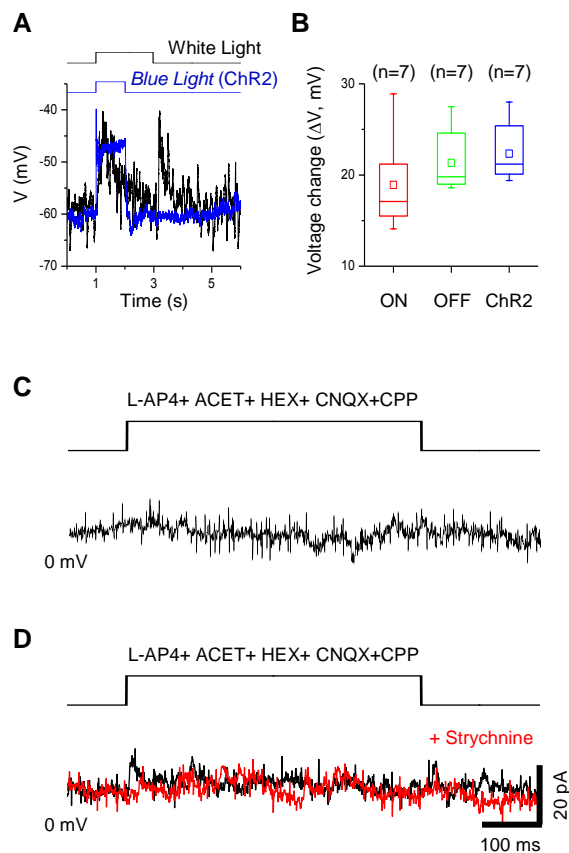 A
White Light
Blue Light (ChR2)
-40
-50
-60
-70
V (mV)
1
3
5
Time (s)
B
(n=7) (n=7) (n=7)
30
20
10
Voltage change (ΔV, mV)
ON OFF ChR2
C
L-AP4+ ACET+ HEX+ CNQX+CPP
0 mV
D
L-AP4+ ACET+ HEX+ CNQX+CPP
+ Strychnine
0 mV
20 pA
100 ms